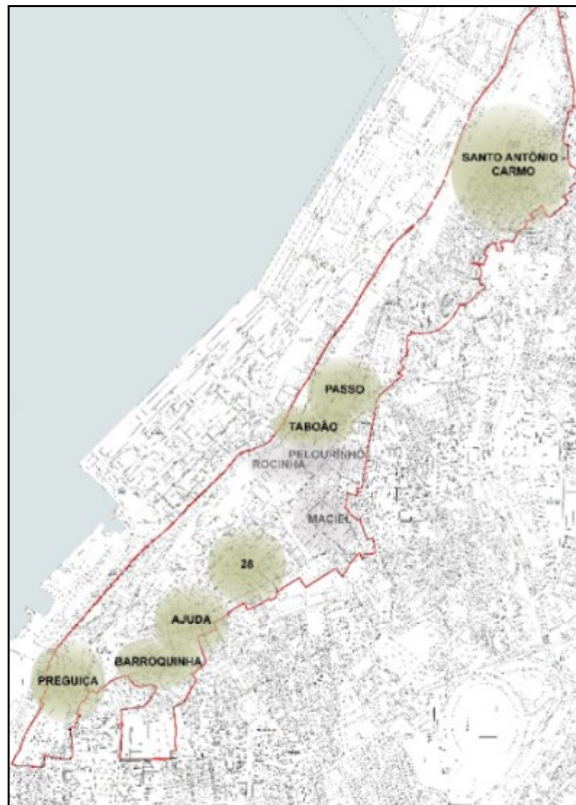 SANTO ANTÔNIO -
CARMO
PASSO
TABOÃO
PELOURINHO
ROCINHA
MACIEL
28
AJUDA
BARROQUINHA
PREGUIÇA